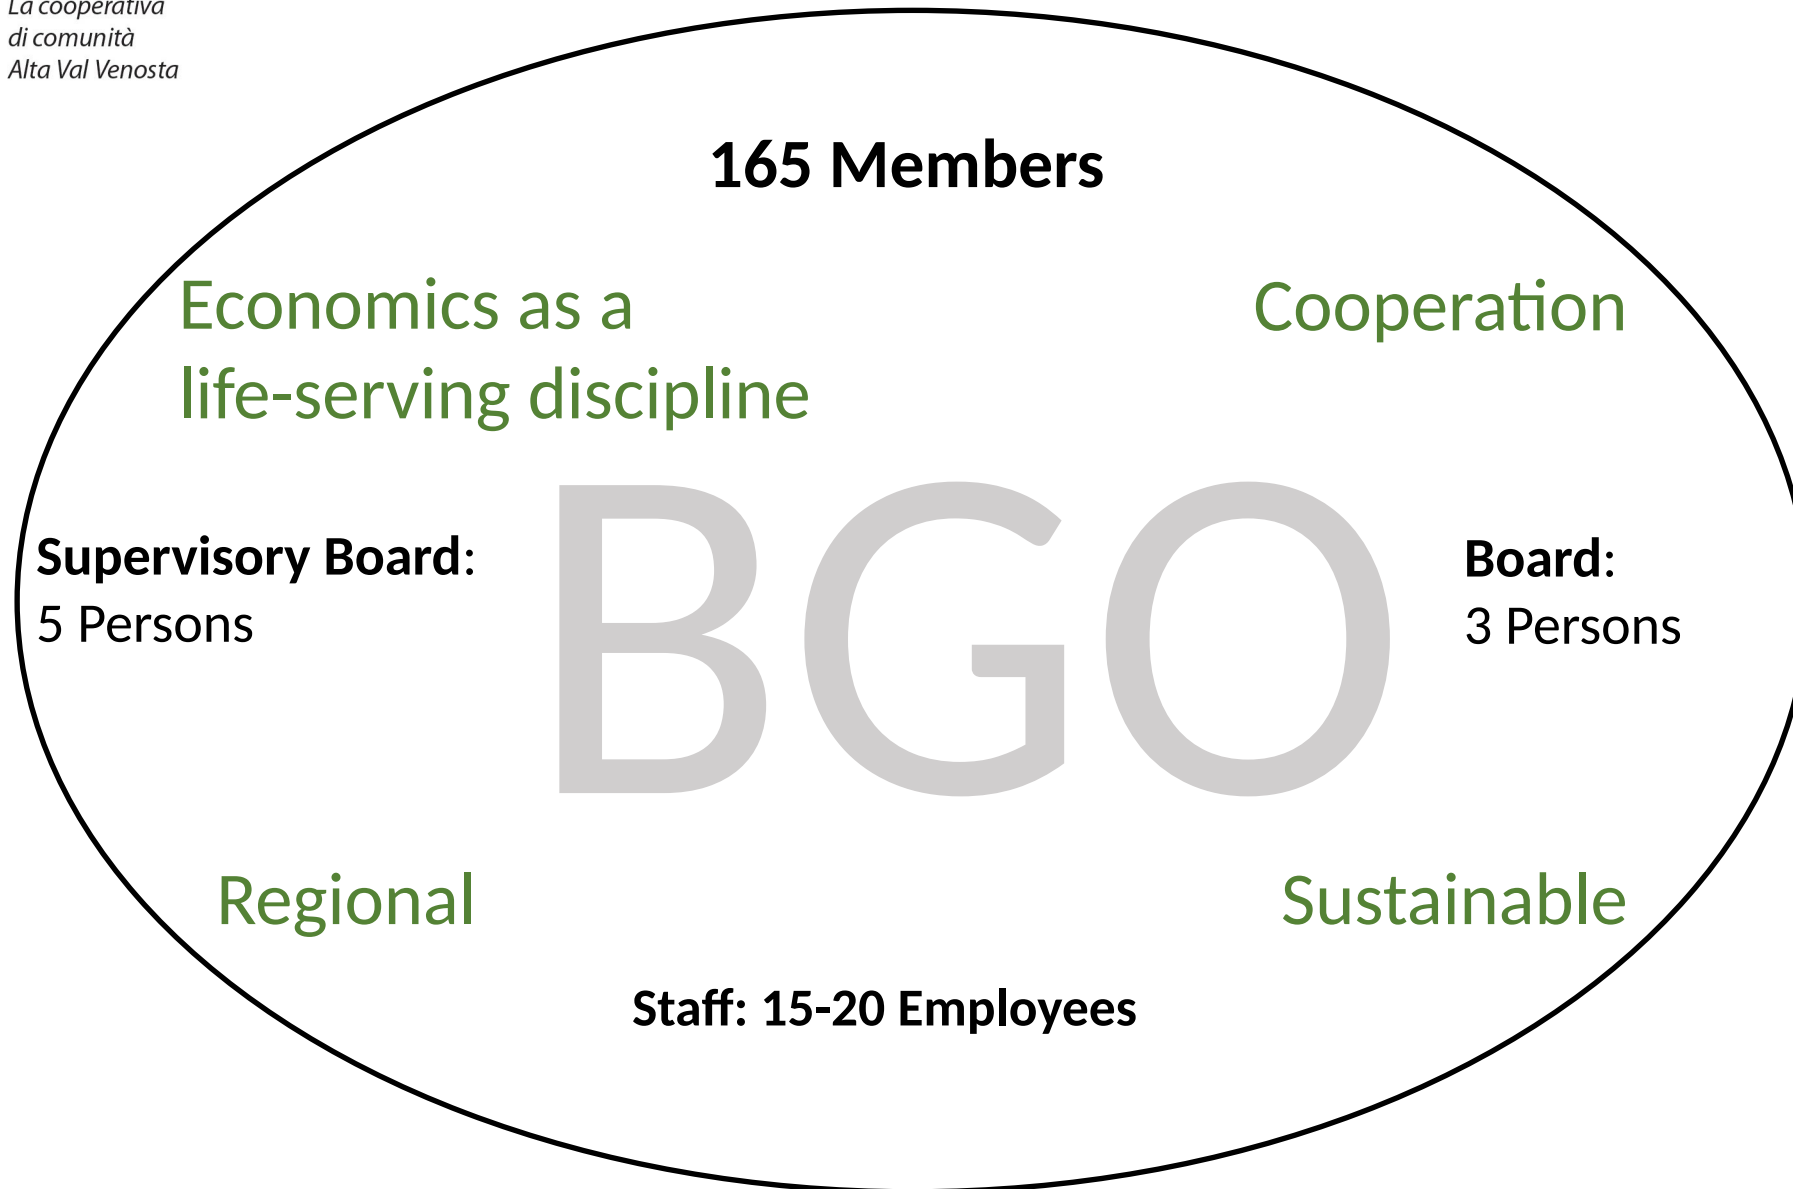 La cooperativa
di comunità
Alta Val Venosta
165 Members
Economics as a
life-serving discipline
Cooperation
BGO
Supervisory Board:
5 Persons
Board:
3 Persons
Regional
Sustainable
Staff: 15-20 Employees